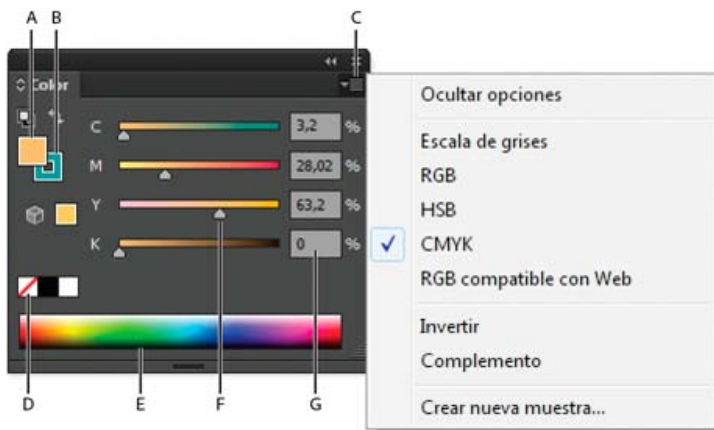 A B C
Color
C 3,2 %
M 28,02 %
Y 63,2 %
K 0 %
D E F G
Ocultar opciones
Escala de grises
RGB
HSB
CMYK
RGB compatible con Web
Invertir
Complemento
Crear nueva muestra...